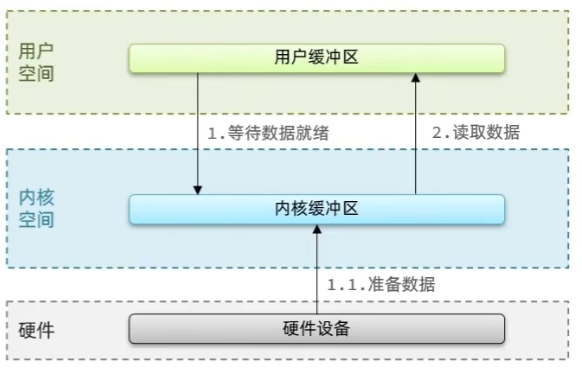 用户
空间
用户缓冲区
1.等待数据就绪
2.读取数据
内核
空间
内核缓冲区
1.1.准备数据
硬件
硬件设备